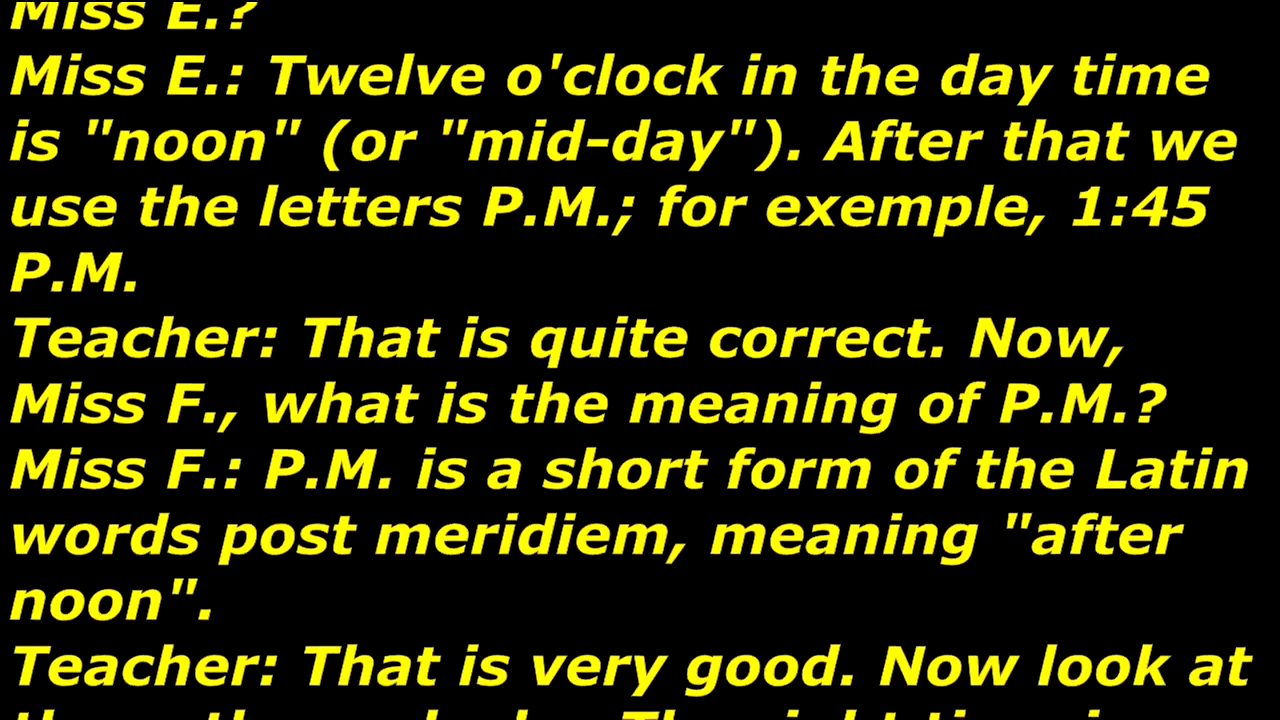 Miss E.?
Miss E.: Twelve o'clock in the day time
is "noon" (or "mid-day"). After that we
use the letters P.M.; for exemple, 1:45
P.M.
Teacher: That is quite correct. Now,
Miss F., what is the meaning of P.M.?
Miss F.: P.M. is a short form of the Latin
words post meridiem, meaning "after
noon".
Teacher: That is very good. Now look at